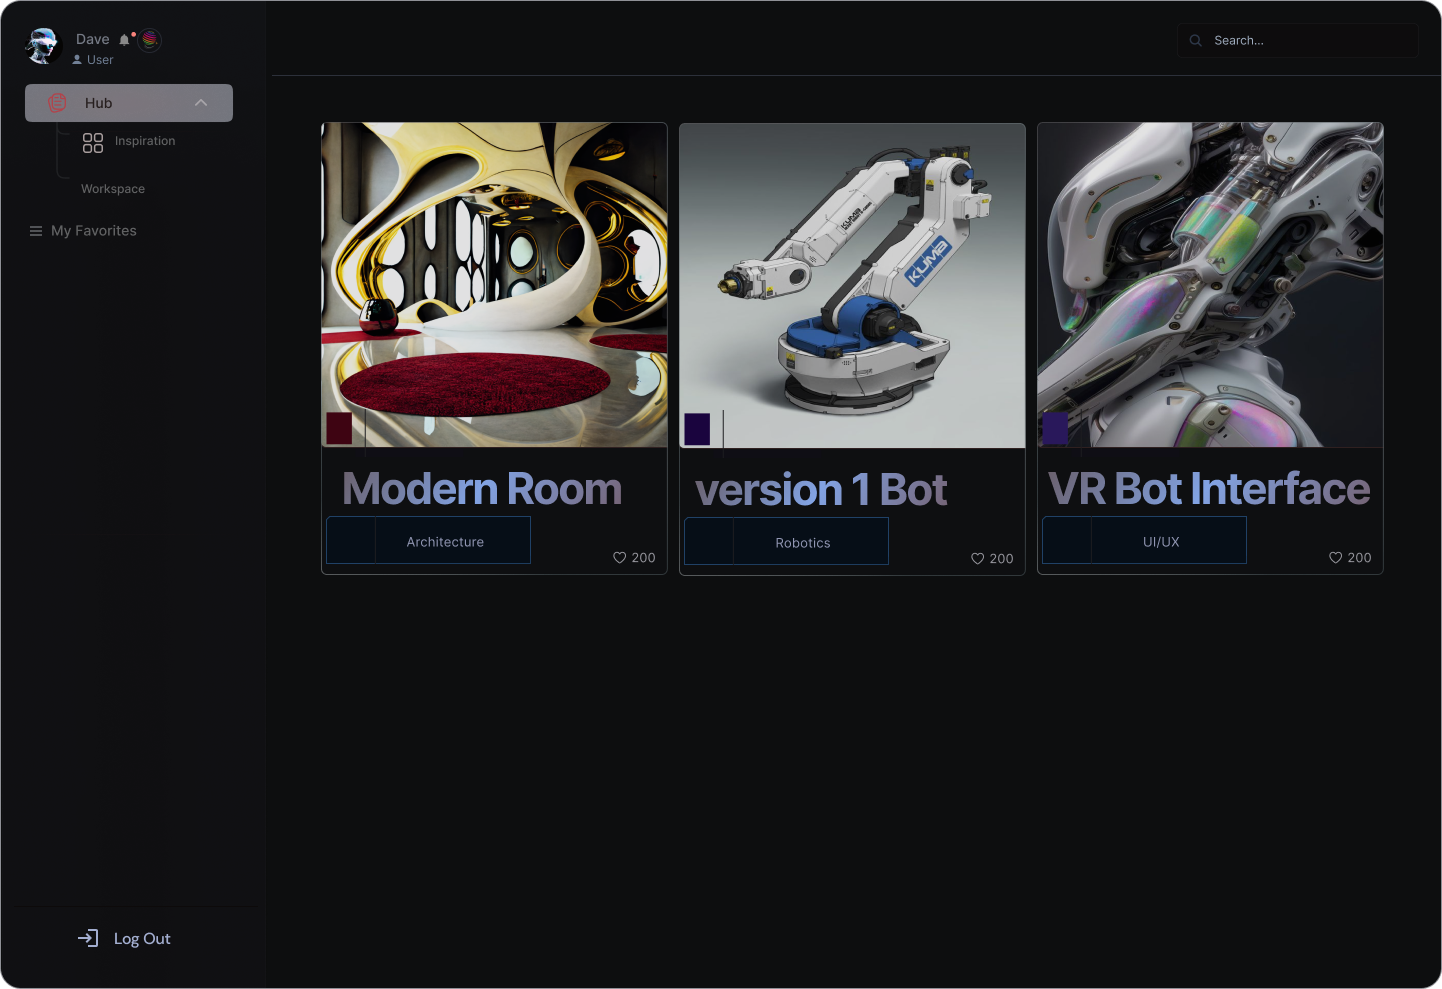 Dave
User
Search...
Hub
Inspiration
Workspace
My Favorites
KUMA
Modern Room
Architecture
200
version 1 Bot
Robotics
200
VR Bot Interface
UI/UX
200
Log Out